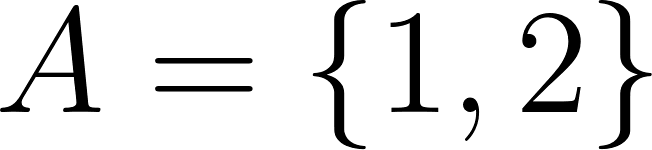 A = {1, 2}